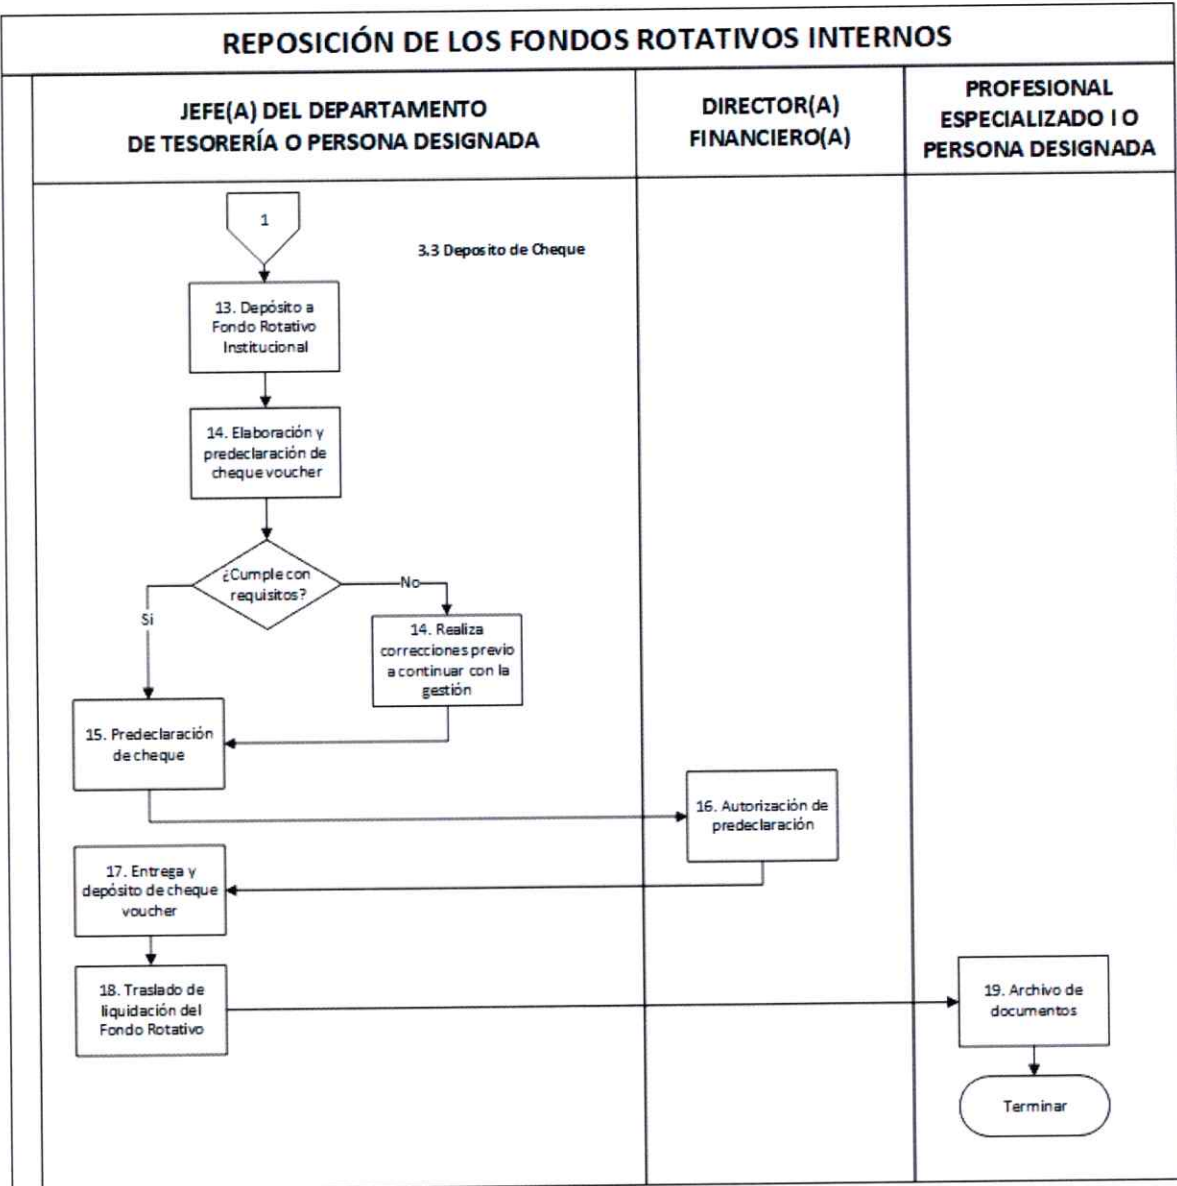 REPOSICIÓN DE LOS FONDOS ROTATIVOS INTERNOS
JEFE(A) DEL DEPARTAMENTO
DE TESORERÍA O PERSONA DESIGNADA
DIRECTOR(A)
FINANCIERO(A)
PROFESIONAL
ESPECIALIZADO I O
PERSONA DESIGNADA
1
3.3 Deposito de Cheque
13. Depósito a
Fondo Rotativo
Institucional
14. Elaboración y
predeclaración de
cheque voucher
¿Cumple con
requisitos?
No
Si
14. Realiza
correcciones previo
a continuar con la
gestión
15. Predeclaración
de cheque
16. Autorización de
predeclaración
17. Entrega y
depósito de cheque
voucher
18. Traslado de
liquidación del
Fondo Rotativo
19. Archivo de
documentos
Terminar